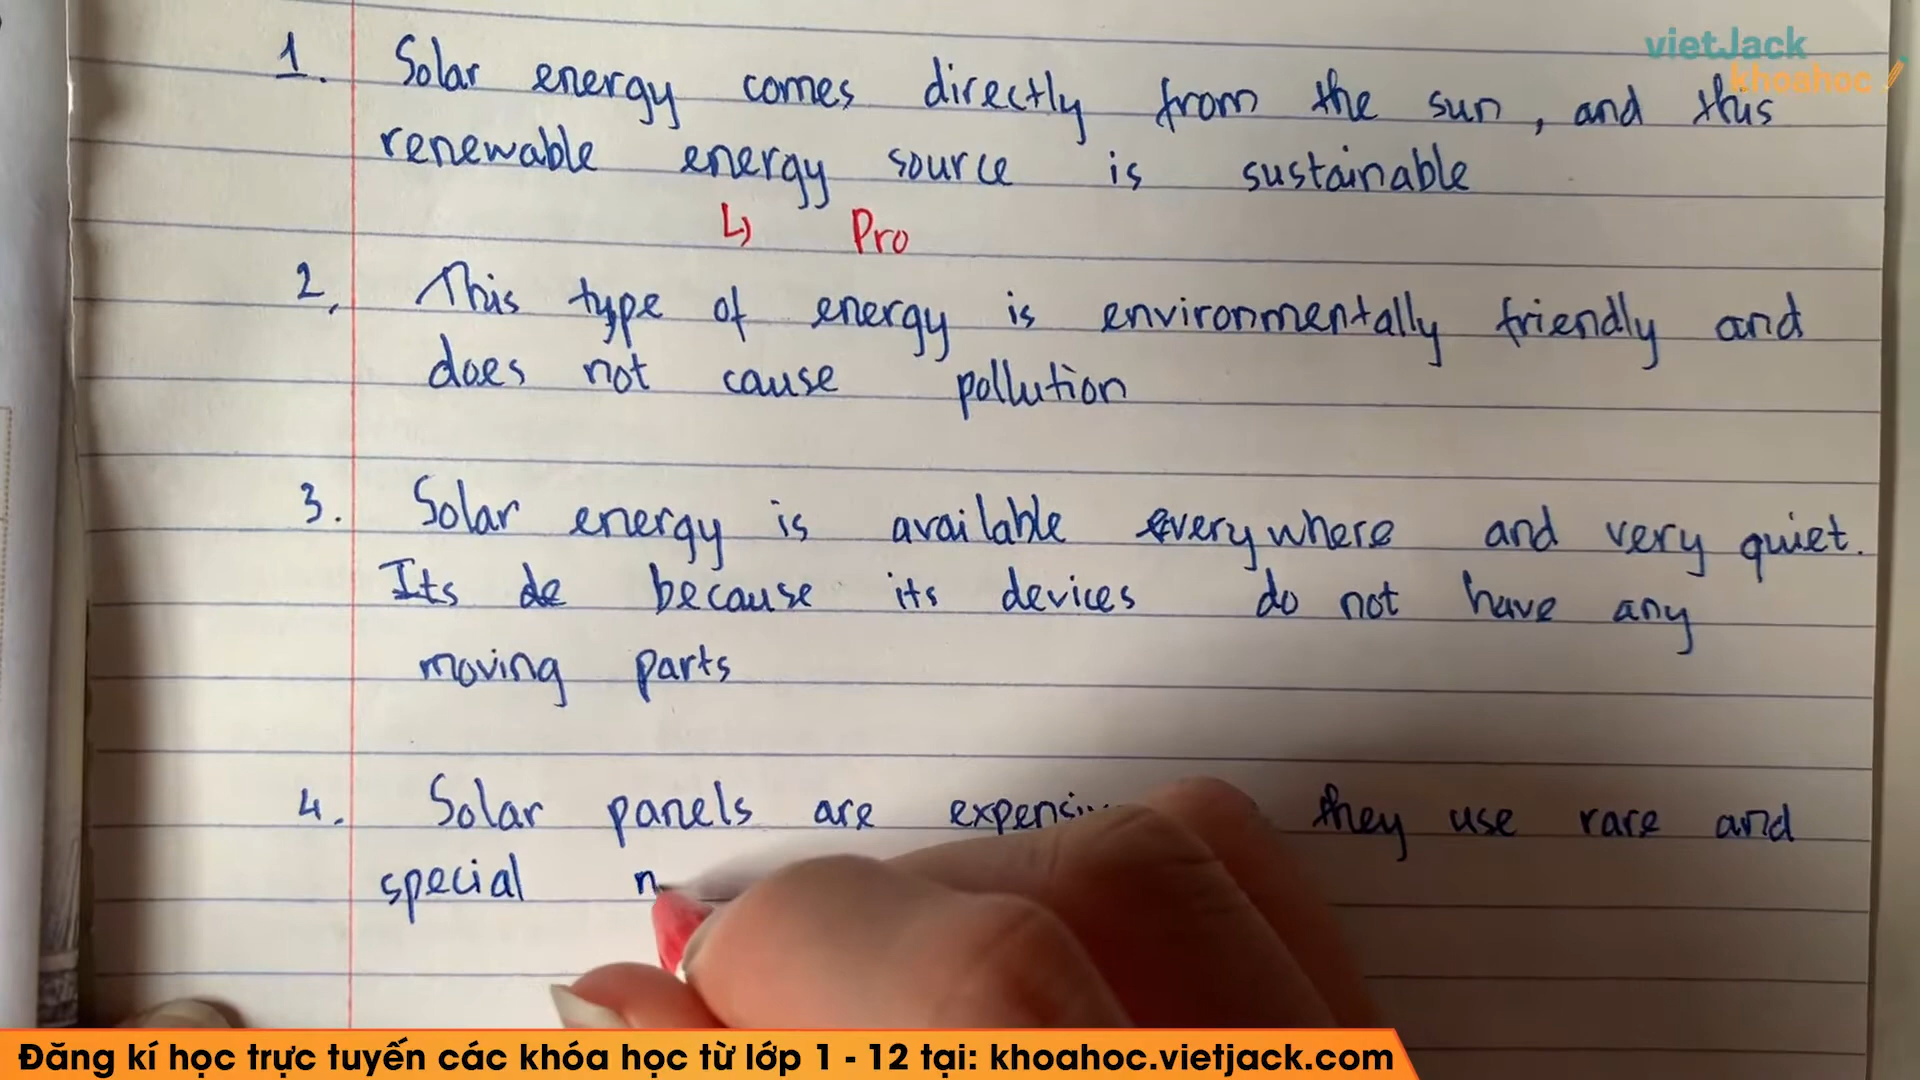 vietJack
khoahoc
1. Solar energy comes directly from the sun, and this
renewable energy source is sustainable
↳ Pro
2. This type of energy is environmentally friendly and
does not cause pollution
3. Solar energy is available everywhere and very quiet.
Its de because its devices do not have any
moving parts
4. Solar panels are they use rare and
special
Đăng kí học trực tuyến các khóa học từ lớp 1 - 12 tại: khoahoc.vietjack.com